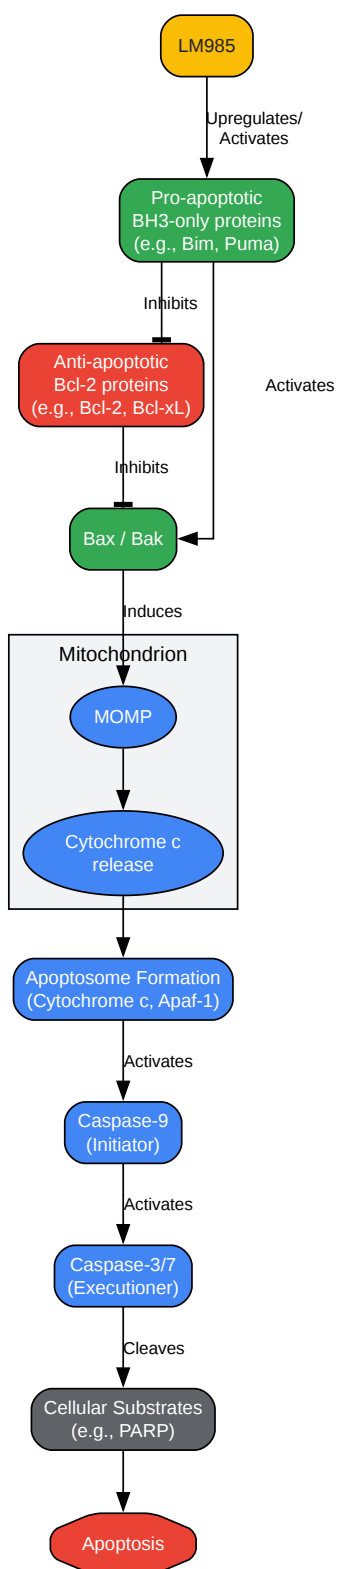 LM985
Upregulates/
Activates
Pro-apoptotic
BH3-only proteins
(e.g., Bim, Puma)
Inhibits
Activates
Anti-apoptotic
Bcl-2 proteins
(e.g., Bcl-2, Bcl-xL)
Inhibits
Bax / Bak
Induces
Mitochondrion
MOMP
Cytochrome c
release
Apoptosome Formation
(Cytochrome c, Apaf-1)
Activates
Caspase-9
(Initiator)
Activates
Caspase-3/7
(Executioner)
Cleaves
Cellular Substrates
(e.g., PARP)
Apoptosis